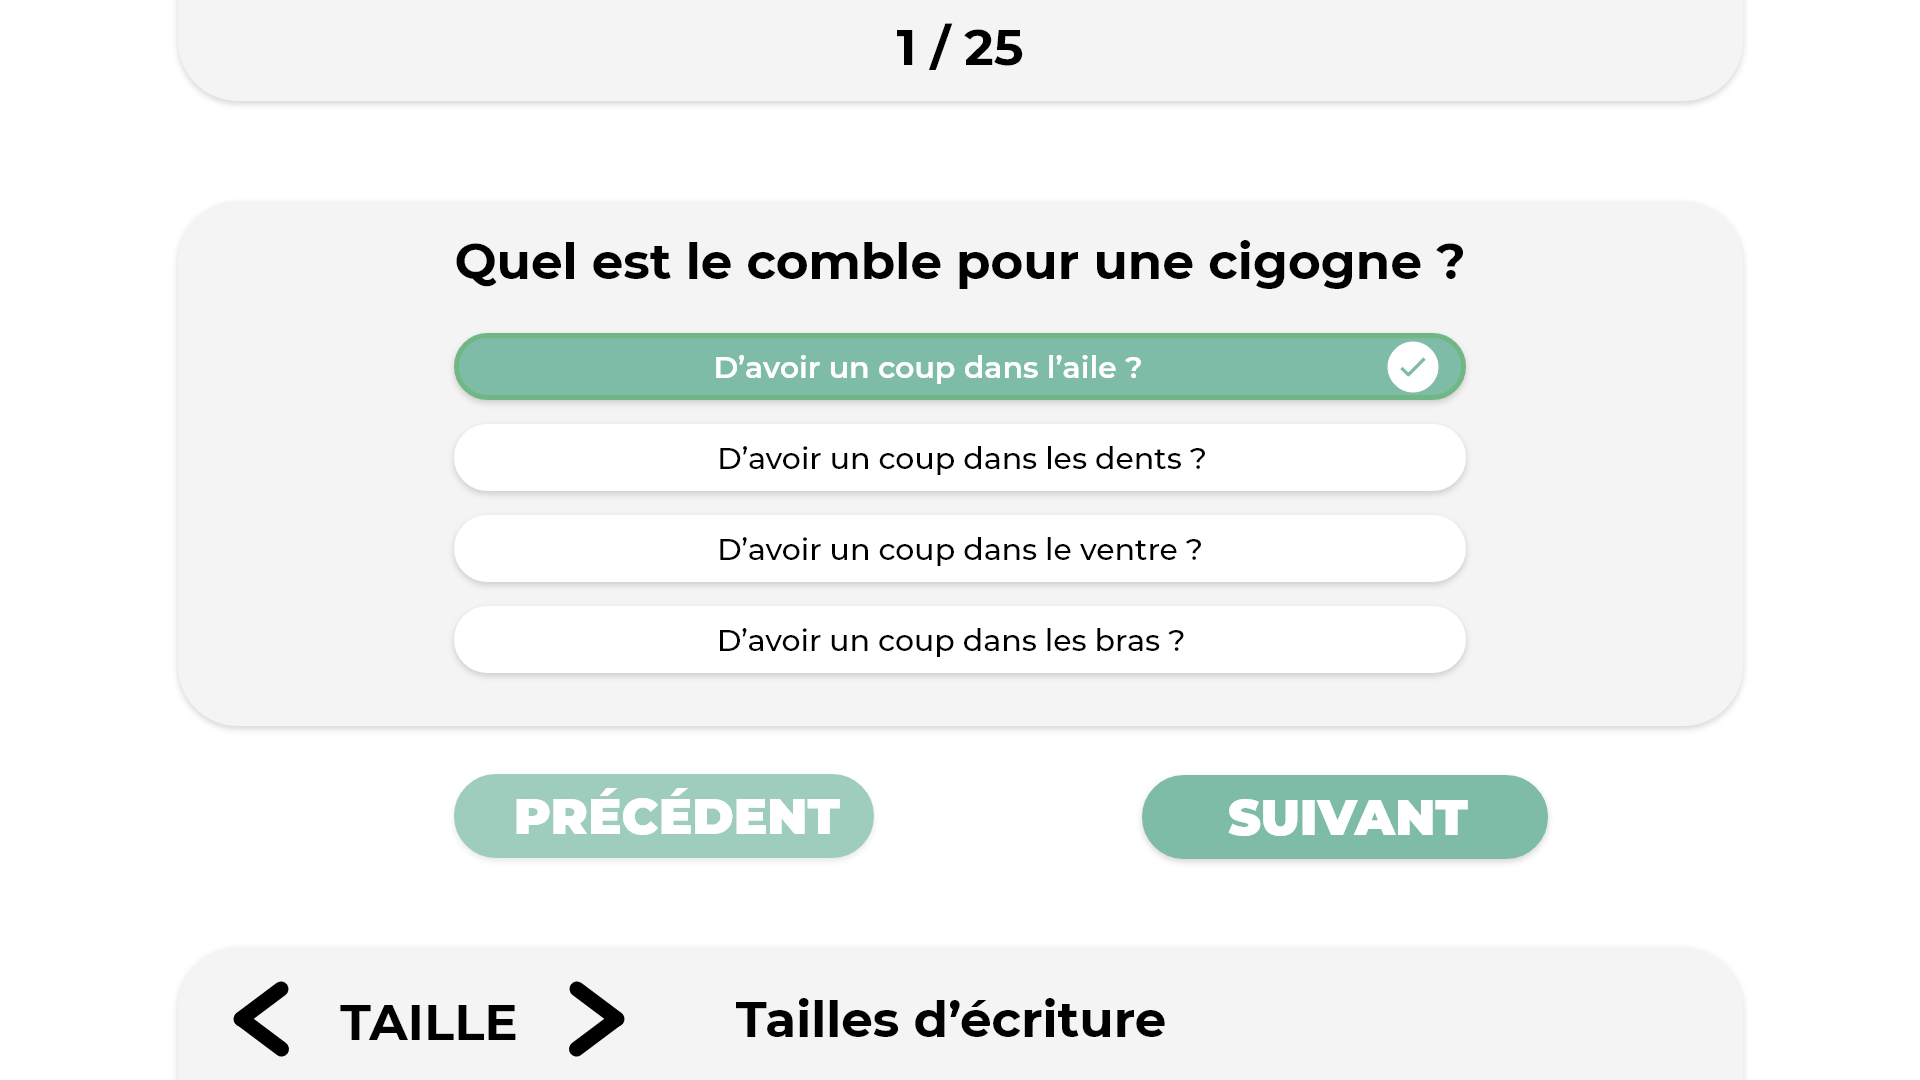 1 / 25
Quel est le comble pour une cigogne ?
D’avoir un coup dans l’aile ?
D’avoir un coup dans les dents ?
D’avoir un coup dans le ventre ?
D’avoir un coup dans les bras ?
PRÉCÉDENT
SUIVANT
TAILLE
Tailles d’écriture